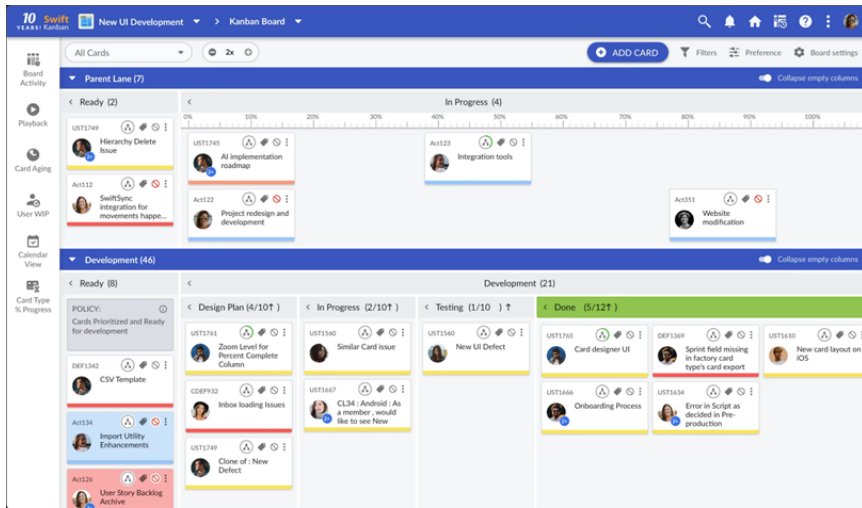 10 Swift
YEARS! Kanban
New UI Development
Kanban Board
All Cards
2x
ADD CARD
Filters
Preference
Board settings
Board
Activity
Playback
Card Aging
User WIP
Calendar
View
Card Type
% Progress
Parent Lane (7)
Collapse empty columns
Ready (2)
In Progress (4)
0% 10% 20% 30% 40% 50% 60% 70% 80% 90% 100%
UST1749
Hierarchy Delete
Issue
Act112
SwiftSync
integration for
movements happe...
UST1745
AI implementation
roadmap
Act122
Project redesign and
development
Act123
Integration tools
Act351
Website
modification
Development (46)
Collapse empty columns
Ready (8)
Development (21)
POLICY:
Cards Prioritized and Ready
for development
DEF1342
CSV Template
Act134
Import Utility
Enhancements
Act126
User Story Backlog
Archive
Design Plan (4/10↑ )
UST1761
Zoom Level for
Percent Complete
Column
CDEF932
Inbox loading Issues
UST1749
Clone of : New
Defect
In Progress (2/10↑ )
UST1560
Similar Card issue
UST1667
CL34 : Android : As
a member , would
like to see New
Testing (1/10 ) ↑
UST1560
New UI Defect
Done (5/12↑ )
UST1765
Card designer UI
DEF1369
Sprint field missing
in factory card
type's card export
UST1610
New card layout on
iOS
UST1666
Onboarding Process
UST1634
Error in Script as
decided in Pre-
production